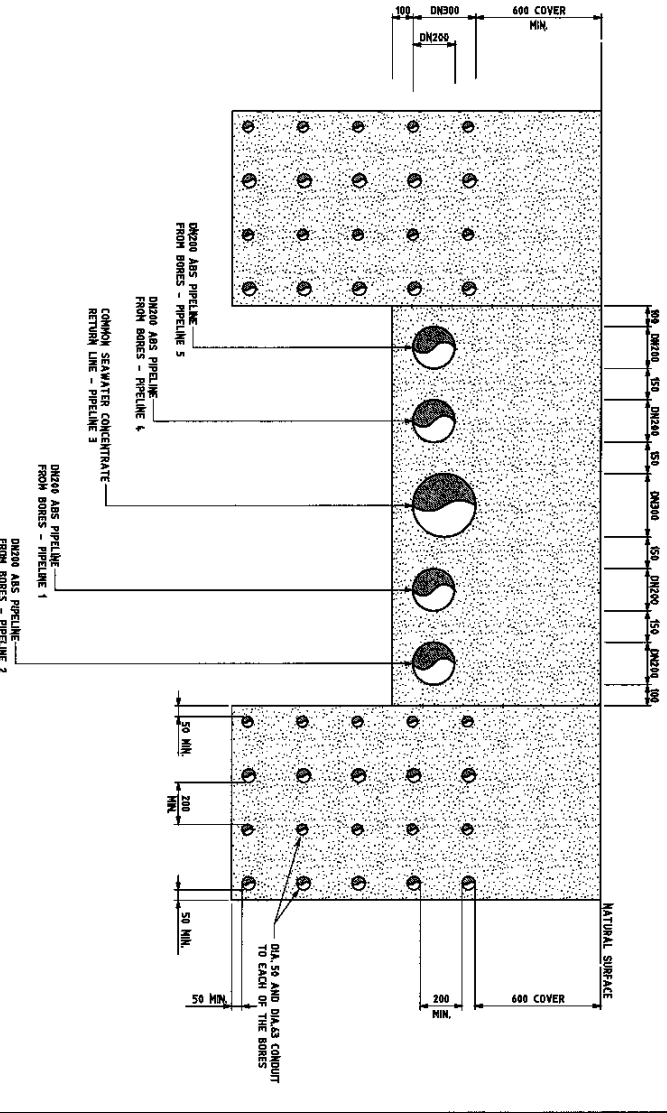 100
DN300
600 COVER
MIN.
DN200
100
DN200
150
DN200
150
DN300
150
DN200
150
DN200
100
DN200 ABS PIPELINE
FROM BORES - PIPELINE 5
DN200 ABS PIPELINE
FROM BORES - PIPELINE 4
COMMON SEAWATER CONCENTRATE
RETURN LINE - PIPELINE 3
DN200 ABS PIPELINE
FROM BORES - PIPELINE 1
DN200 ABS PIPELINE
FROM BORES - PIPELINE 2
50 MIN.
200
MIN.
50 MIN.
NATURAL SURFACE
DIA.50 AND DIA.63 CONDUIT
TO EACH OF THE BORES
50 MIN.
200
MIN.
600 COVER